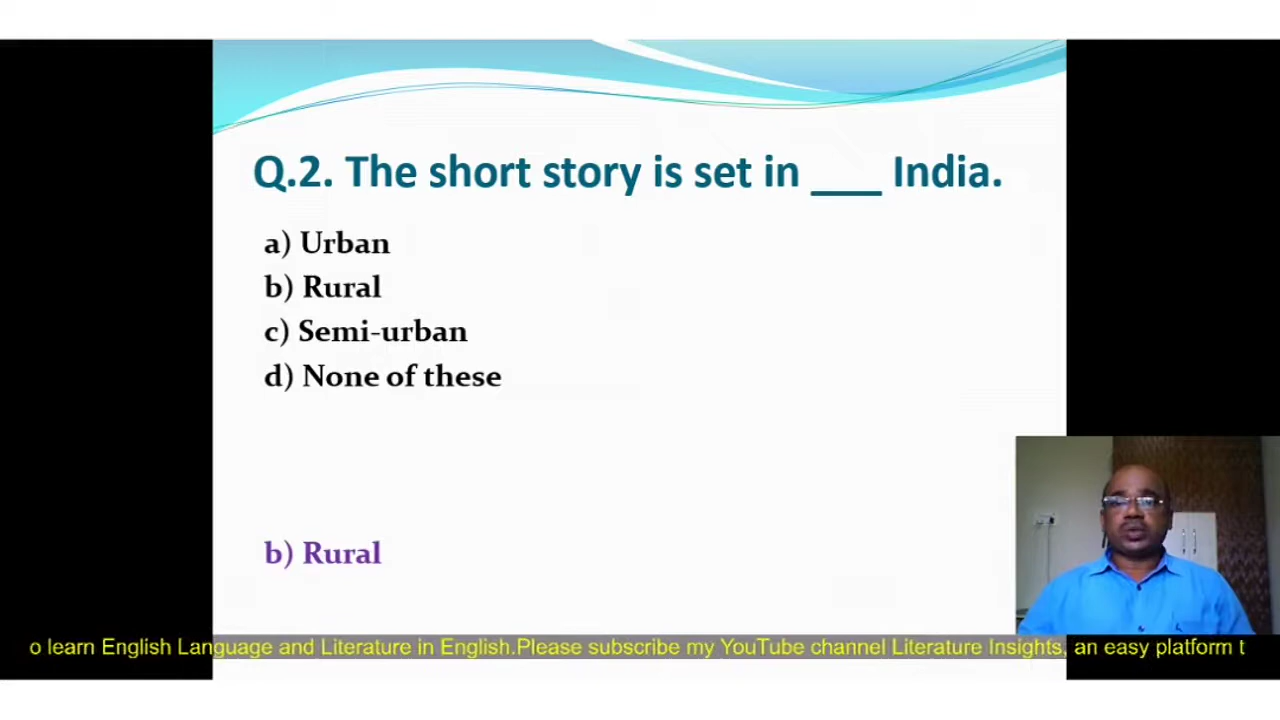 Q.2. The short story is set in ___ India.
a) Urban
b) Rural
c) Semi-urban
d) None of these
b) Rural
o learn English Language and Literature in English.Please subscribe my YouTube channel Literature Insights, an easy platform t